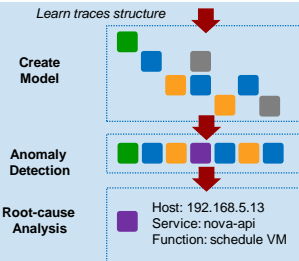 Learn traces structure
Create
Model
Anomaly
Detection
Root-cause
Analysis
Host: 192.168.5.13
Service: nova-api
Function: schedule VM